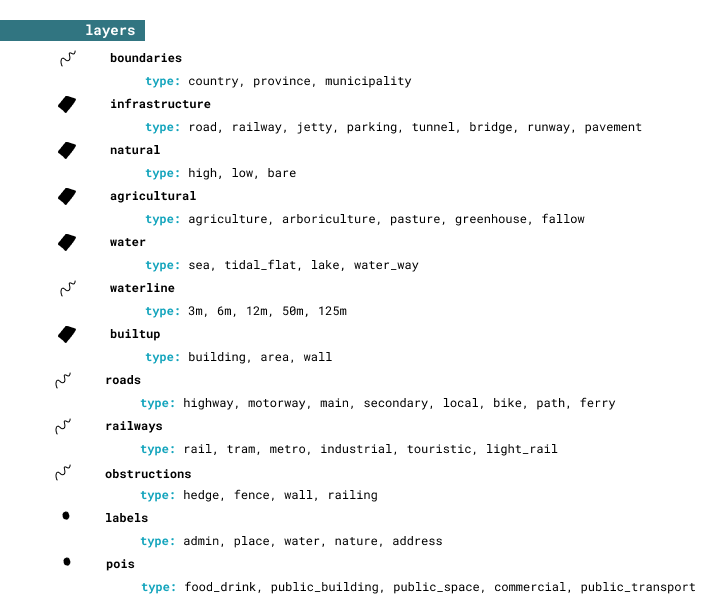 layers
boundaries
type: country, province, municipality
infrastructure
type: road, railway, jetty, parking, tunnel, bridge, runway, pavement
natural
type: high, low, bare
agricultural
type: agriculture, arboriculture, pasture, greenhouse, fallow
water
type: sea, tidal_flat, lake, water_way
waterline
type: 3m, 6m, 12m, 50m, 125m
builtup
type: building, area, wall
roads
type: highway, motorway, main, secondary, local, bike, path, ferry
railways
type: rail, tram, metro, industrial, touristic, light_rail
obstructions
type: hedge, fence, wall, railing
labels
type: admin, place, water, nature, address
pois
type: food_drink, public_building, public_space, commercial, public_transport